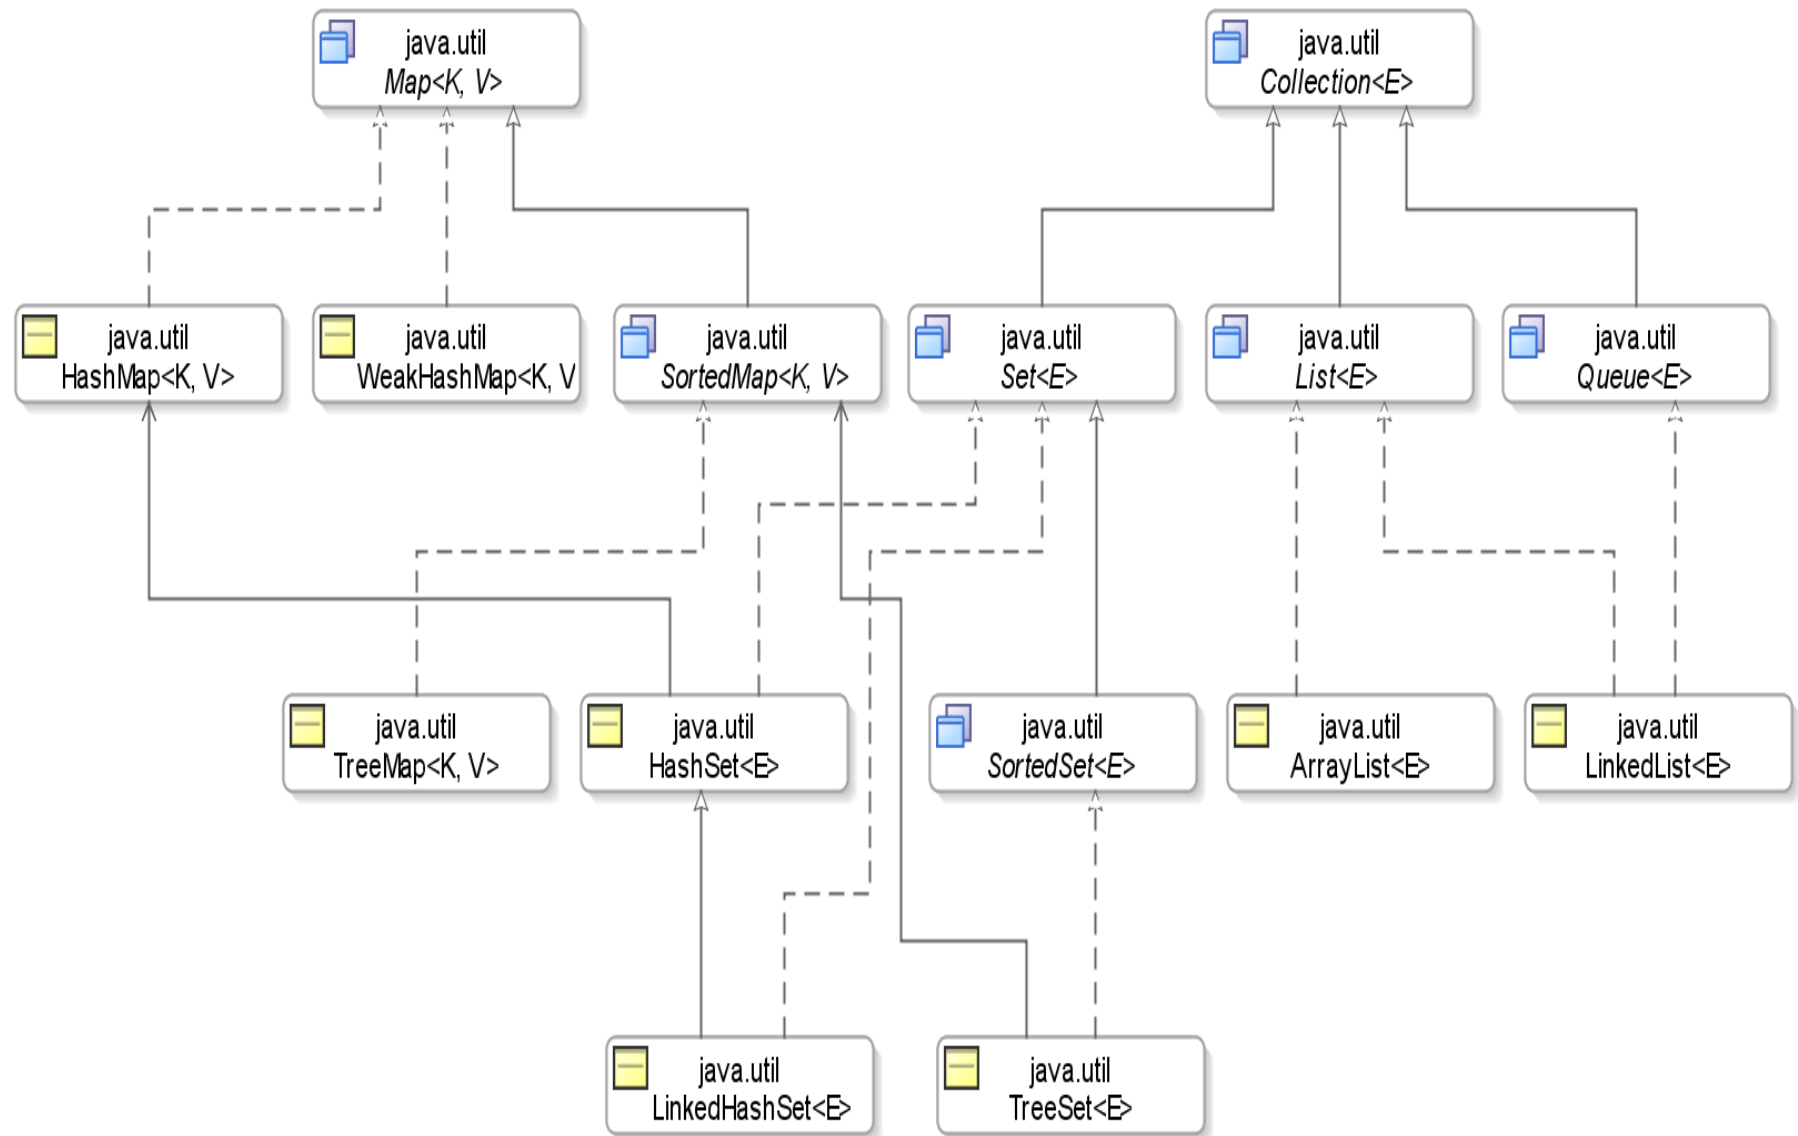 java.util
Map<K, V>
java.util
Collection<E>
java.util
HashMap<K, V>
java.util
WeakHashMap<K, V
java.util
SortedMap<K, V>
java.util
Set<E>
java.util
List<E>
java.util
Queue<E>
java.util
TreeMap<K, V>
java.util
HashSet<E>
java.util
SortedSet<E>
java.util
ArrayList<E>
java.util
LinkedList<E>
java.util
LinkedHashSet<E>
java.util
TreeSet<E>